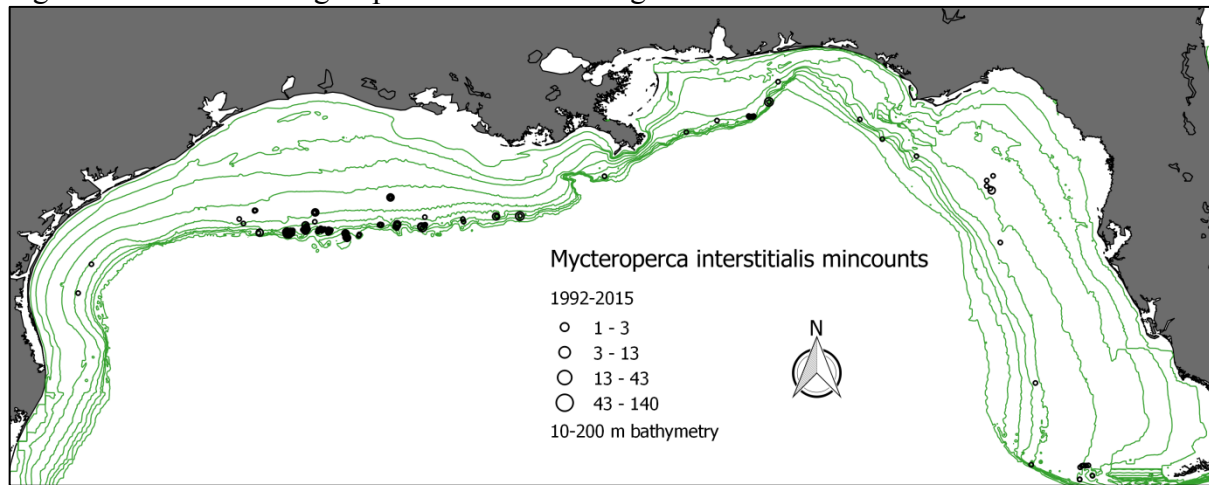 Mycteroperca interstitialis mincounts
1992-2015
N
1 - 3
3 - 13
13 - 43
43 - 140
10-200 m bathymetry